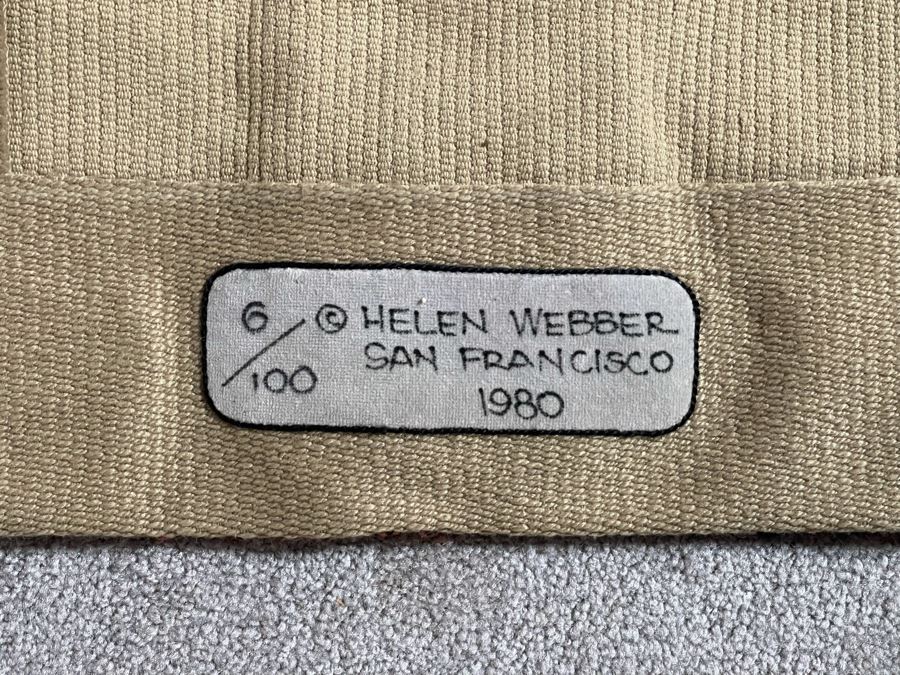 6/100 © HELEN WEBBER
SAN FRANCISCO
1980